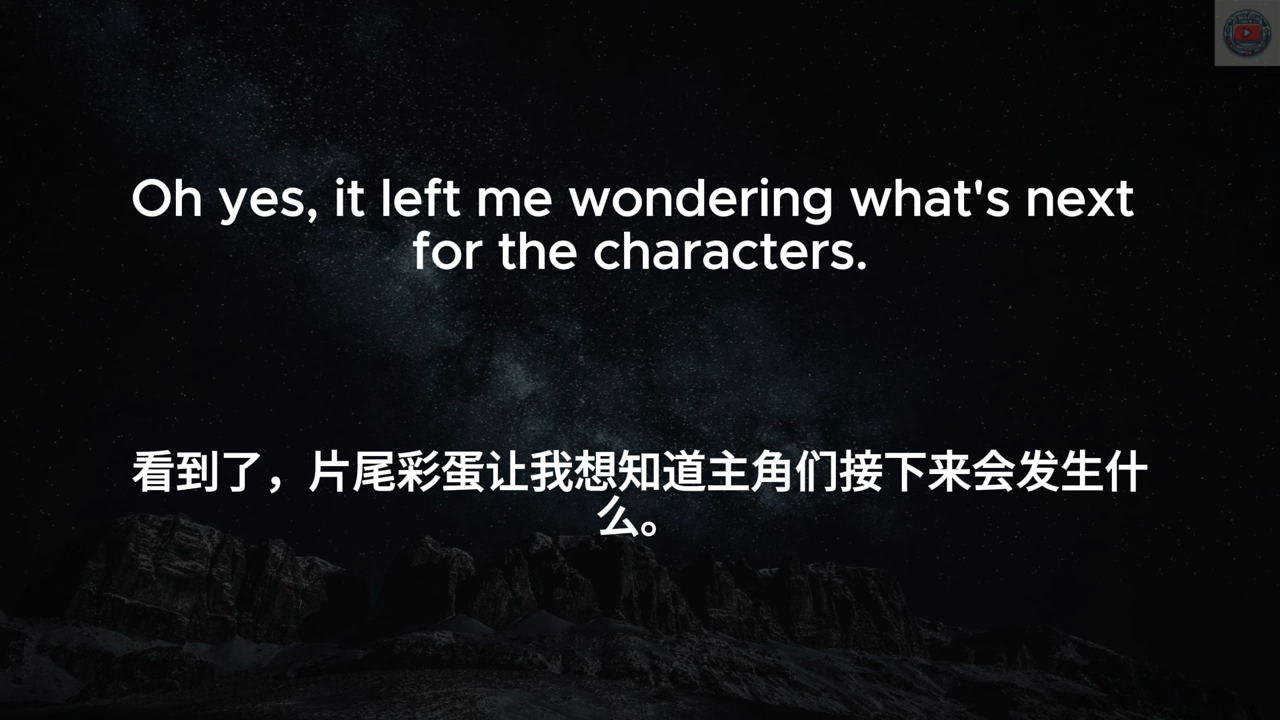 Oh yes, it left me wondering what's next
for the characters.
看到了，片尾彩蛋让我想知道主角们接下来会发生什
么。